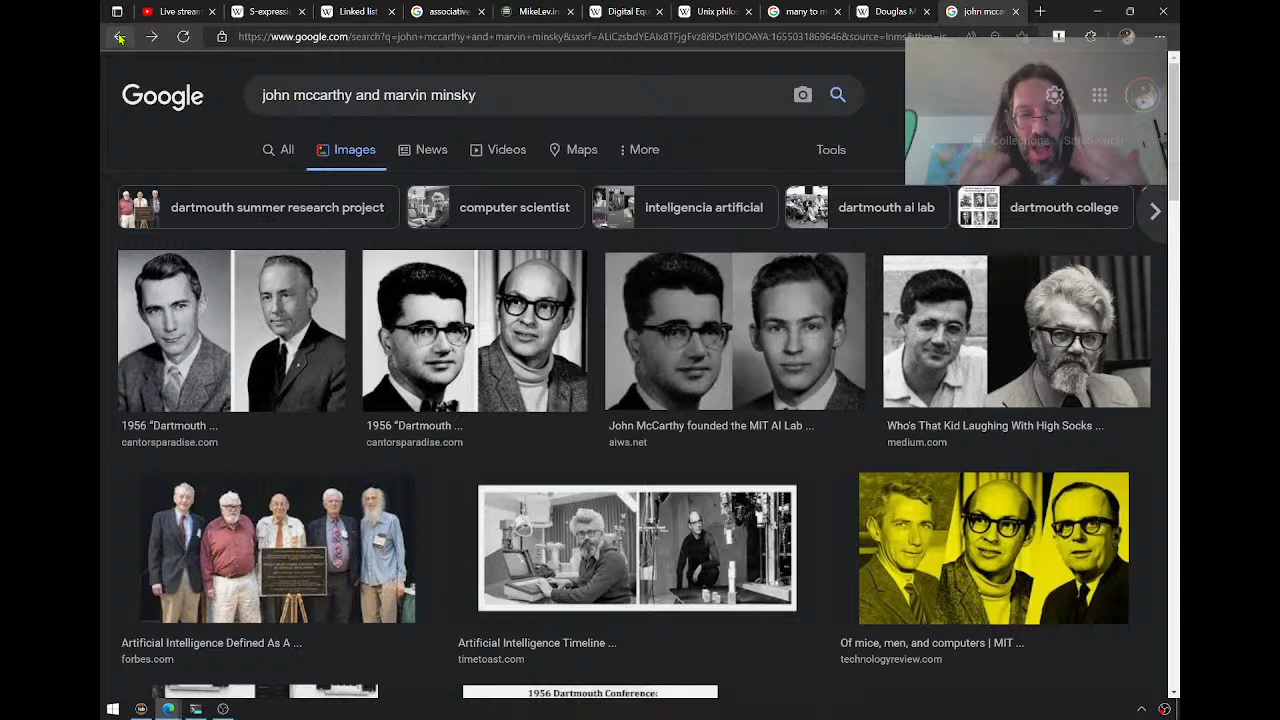 Live stream
S-expressio
Linked list
associative
MikeLev.in
Digital Equ
Unix philos
many to m
Douglas M
john mcca
https://www.google.com/search?q=john+mccarthy+and+marvin+minsky&sxsrf=
Google
john mccarthy and marvin minsky
Collections
SafeSearch
All
Images
News
Videos
Maps
More
Tools
dartmouth summer research project
computer scientist
inteligencia artificial
dartmouth ai lab
dartmouth college
1956 “Dartmouth ...
cantorsparadise.com
1956 “Dartmouth ...
cantorsparadise.com
John McCarthy founded the MIT AI Lab ...
aiws.net
Who's That Kid Laughing With High Socks ...
medium.com
Artificial Intelligence Defined As A ...
forbes.com
Artificial Intelligence Timeline ...
timetoast.com
Of mice, men, and computers | MIT ...
technologyreview.com
1956 Dartmouth Conference: